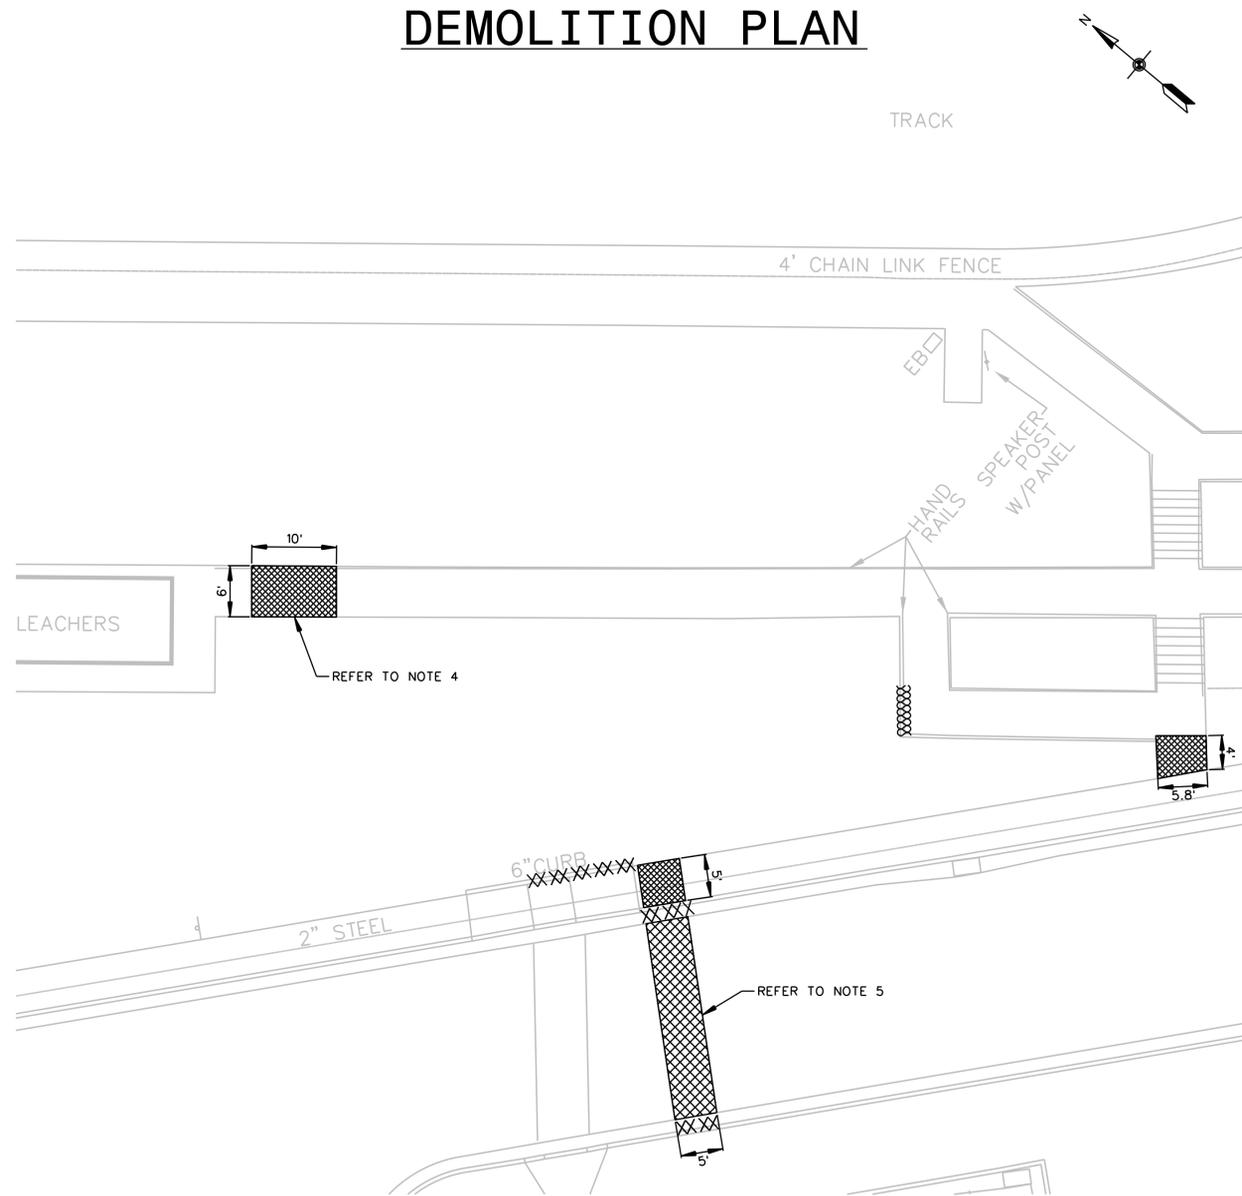 DEMOLITION PLAN
N
TRACK
4' CHAIN LINK FENCE
EB
SPEAKER
POST
W/PANEL
HAND
RAILS
10'
6'
LEACHERS
REFER TO NOTE 4
4'
5.8'
6"CURB
5'
2" STEEL
REFER TO NOTE 5
5'